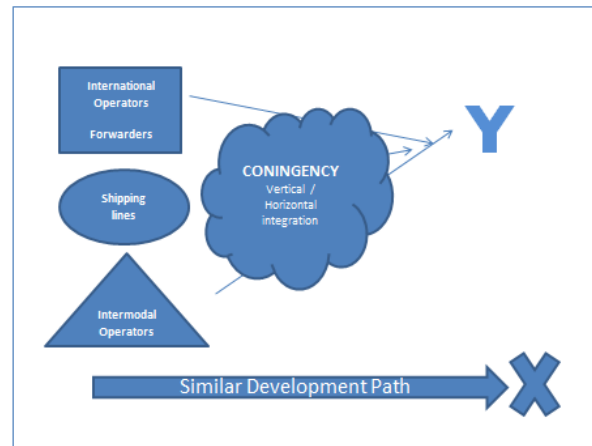 International
Operators
Forwarders
Shipping
lines
Intermodal
Operators
CONINGENCY
Vertical /
Horizontal
integration
Y
Similar Development Path
X